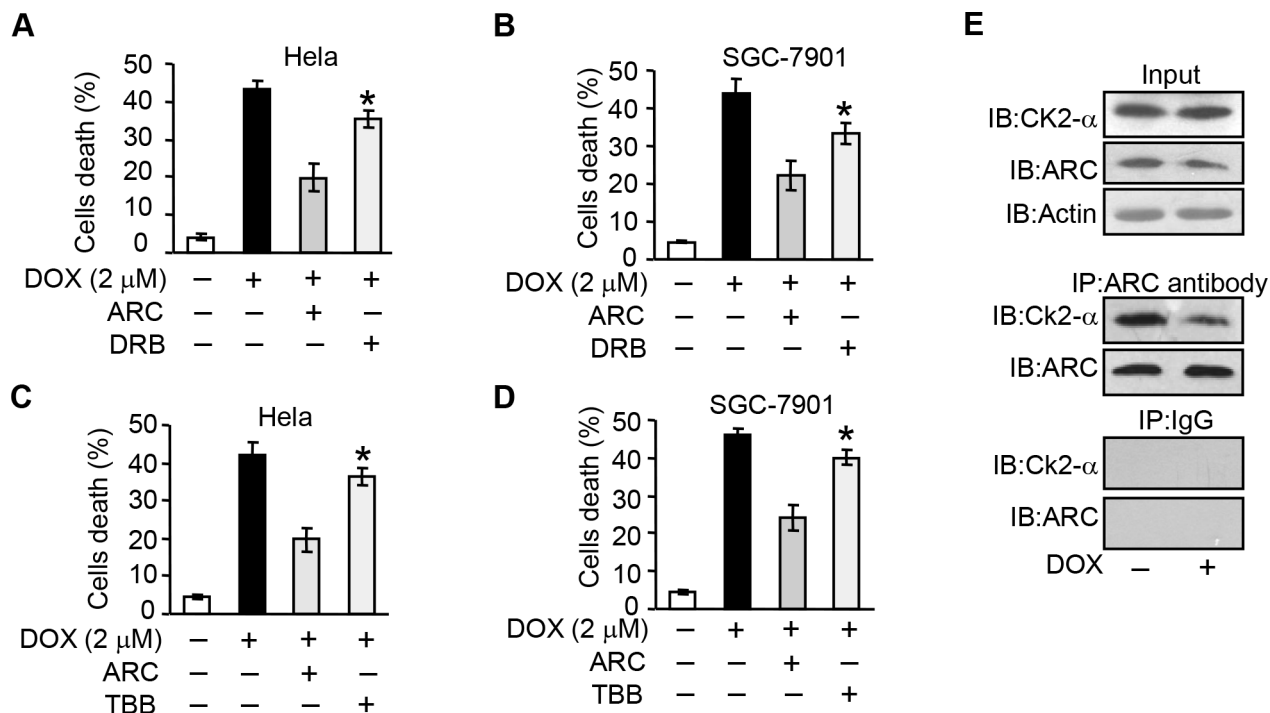 A
Hela
Cells death (%)
50
40
30
20
10
0
*
DOX (2 μM) – + + +
ARC – – + –
DRB – – – +
B
SGC-7901
Cells death (%)
50
40
30
20
10
0
*
DOX (2 μM) – + + +
ARC – – + –
DRB – – – +
C
Hela
Cells death (%)
50
40
30
20
10
0
*
DOX (2 μM) – + + +
ARC – – + –
TBB – – – +
D
SGC-7901
Cells death (%)
50
40
30
20
10
0
*
DOX (2 μM) – + + +
ARC – – + –
TBB – – – +
E
Input
IB:CK2-α
IB:ARC
IB:Actin
IP:ARC antibody
IB:Ck2-α
IB:ARC
IP:IgG
IB:Ck2-α
IB:ARC
DOX – +